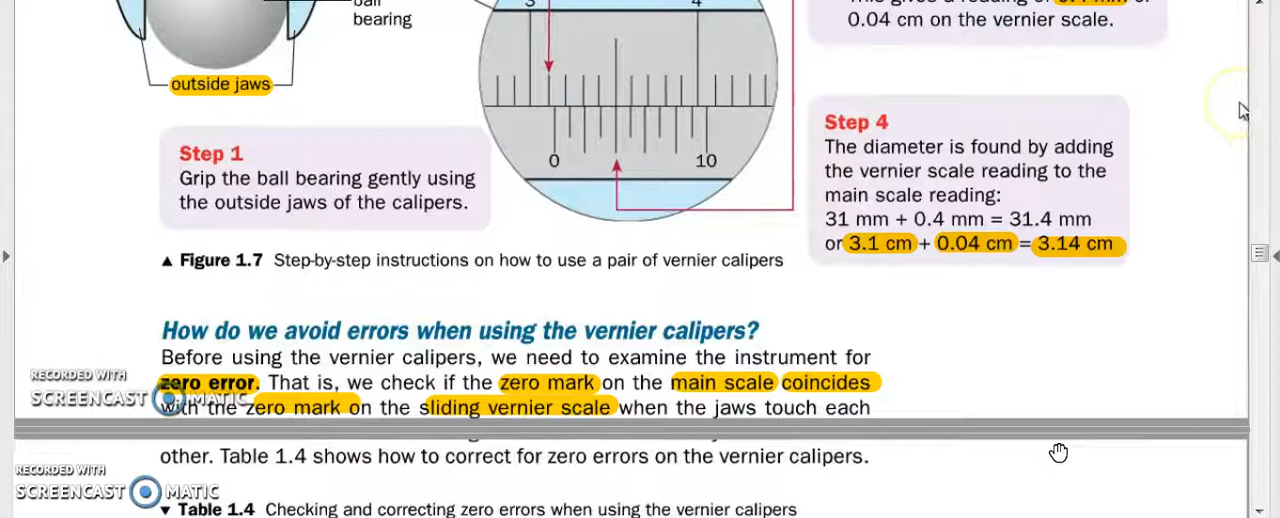 ball
bearing
outside jaws
3
4
0
10
0.04 cm on the vernier scale.
Step 1
Grip the ball bearing gently using
the outside jaws of the calipers.
Step 4
The diameter is found by adding
the vernier scale reading to the
main scale reading:
31 mm + 0.4 mm = 31.4 mm
or 3.1 cm + 0.04 cm = 3.14 cm
▲ Figure 1.7 Step-by-step instructions on how to use a pair of vernier calipers
How do we avoid errors when using the vernier calipers?
Before using the vernier calipers, we need to examine the instrument for
zero error. That is, we check if the zero mark on the main scale coincides
with the zero mark on the sliding vernier scale when the jaws touch each
RECORDED WITH
SCREENCAST MATIC
other. Table 1.4 shows how to correct for zero errors on the vernier calipers.
RECORDED WITH
SCREENCAST MATIC
▼ Table 1.4 Checking and correcting zero errors when using the vernier calipers